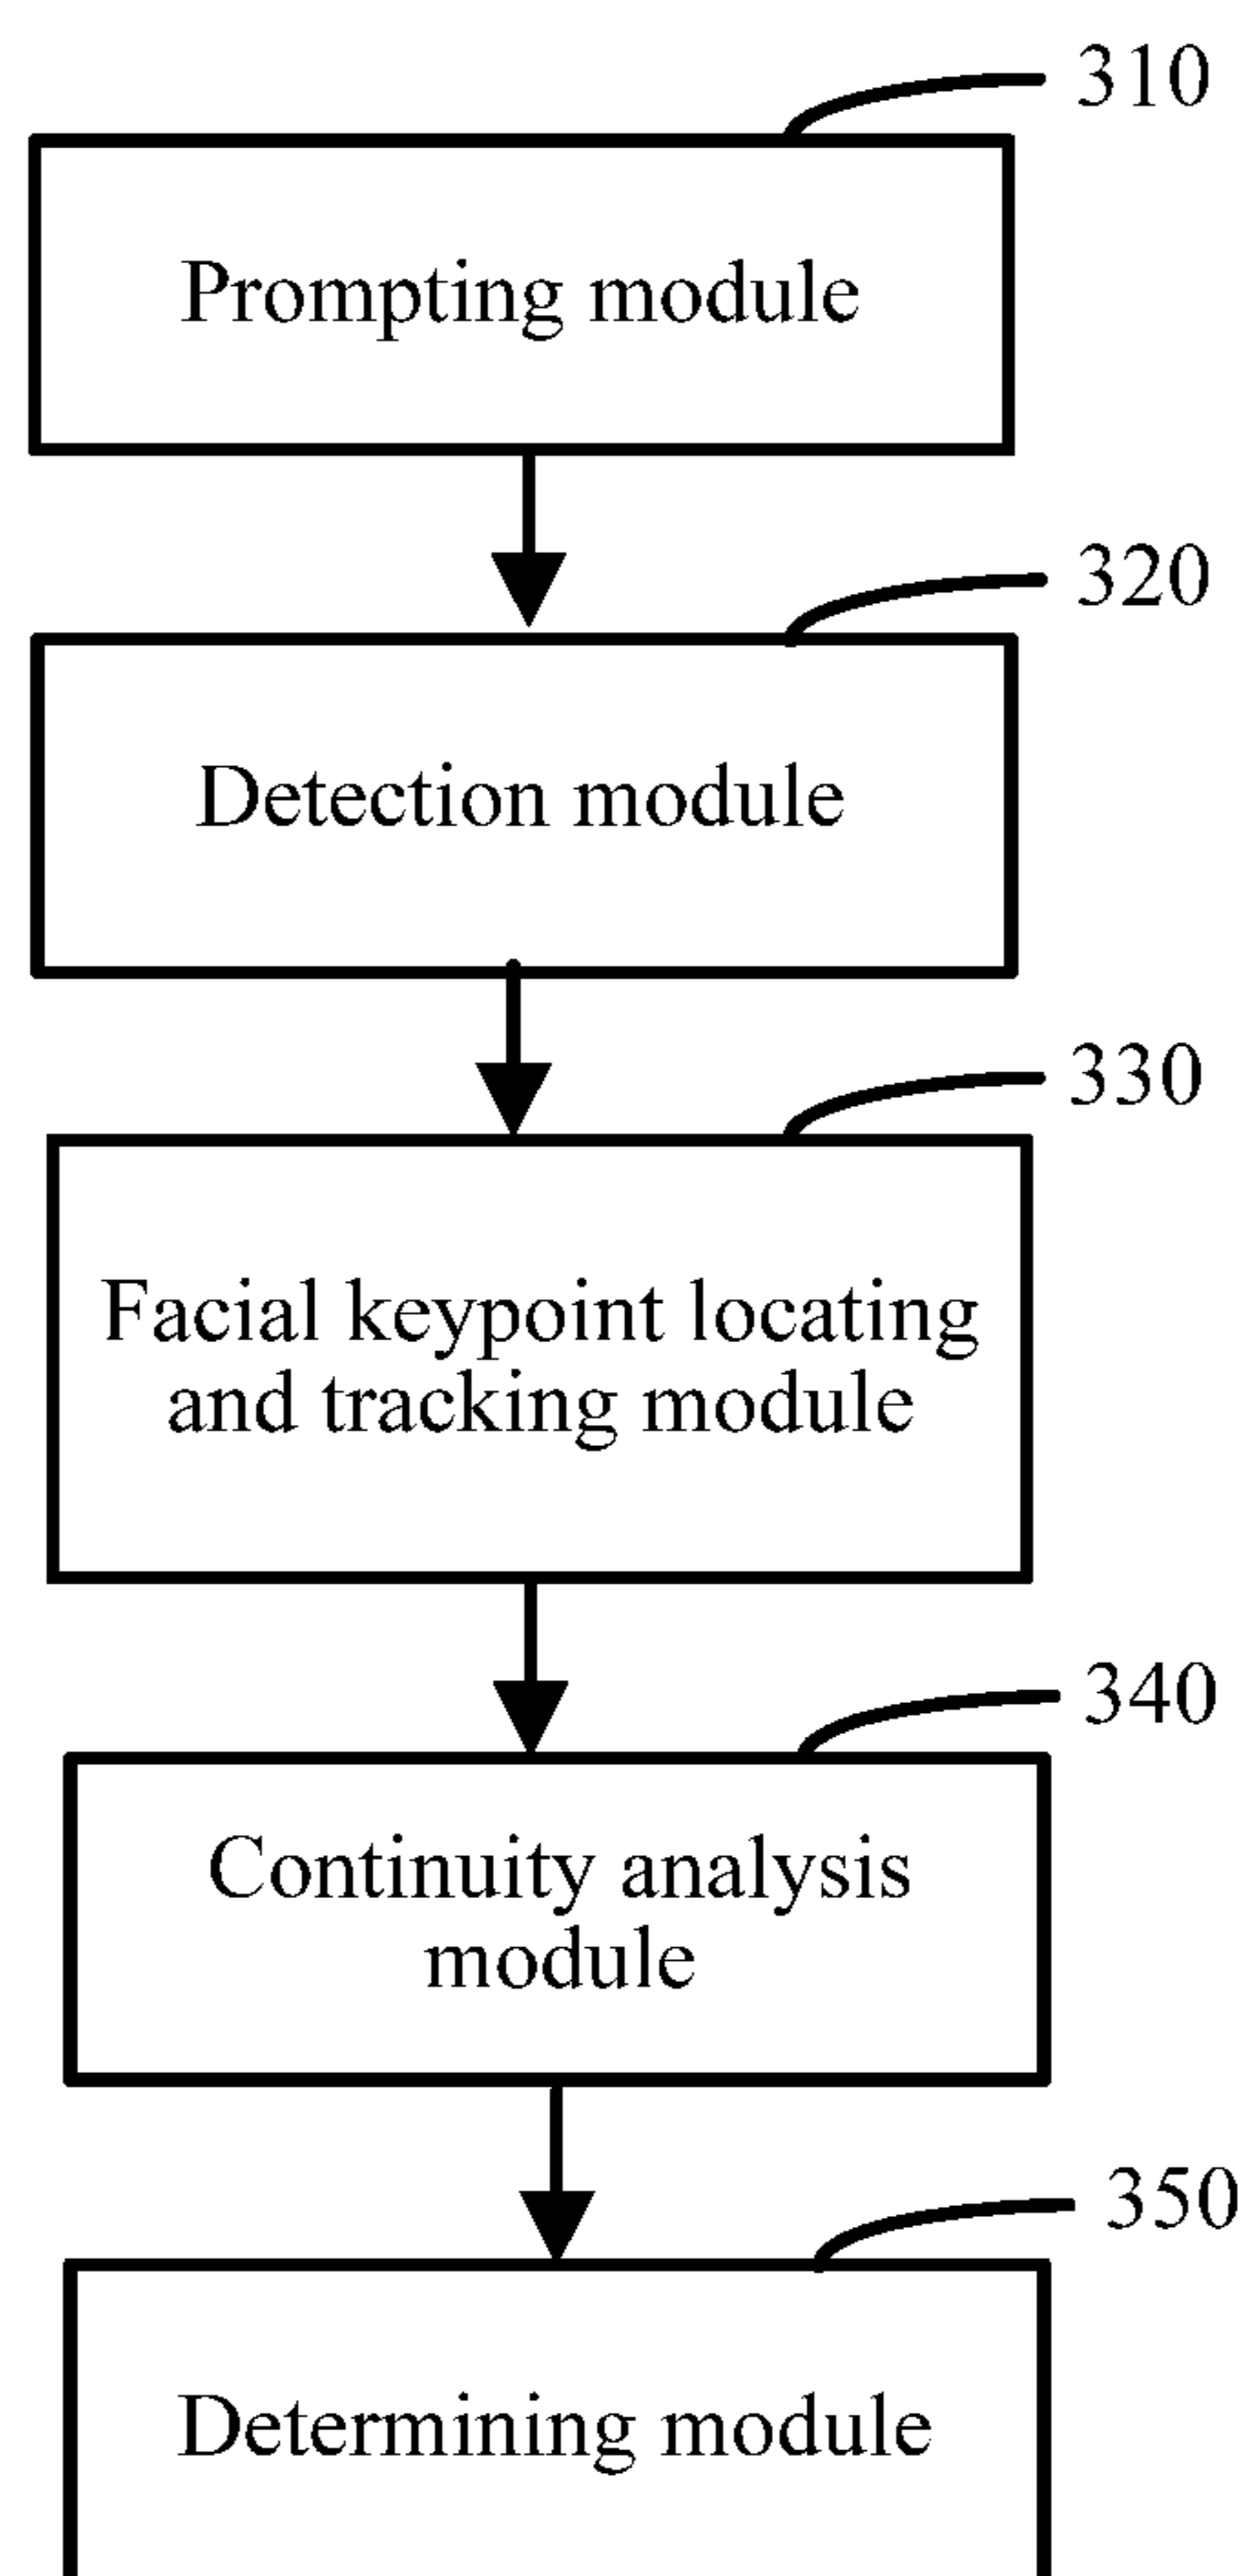 310
Prompting module
320
Detection module
330
Facial keypoint locating
and tracking module
340
Continuity analysis
module
350
Determining module